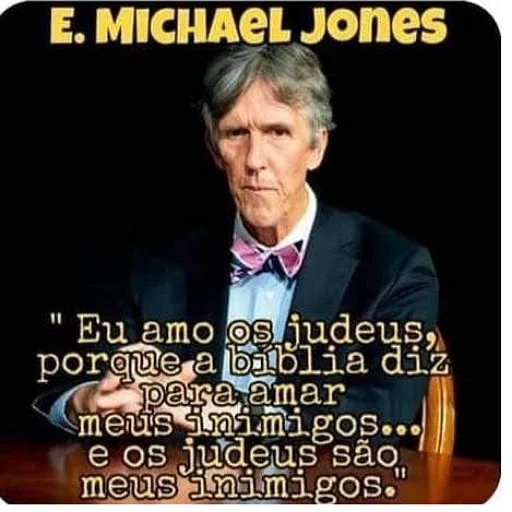 E. MICHAEL JONES
" Eu amo os judeus,
porque a bíblia diz
para amar
meus inimigos...
e os judeus são
meus inimigos."